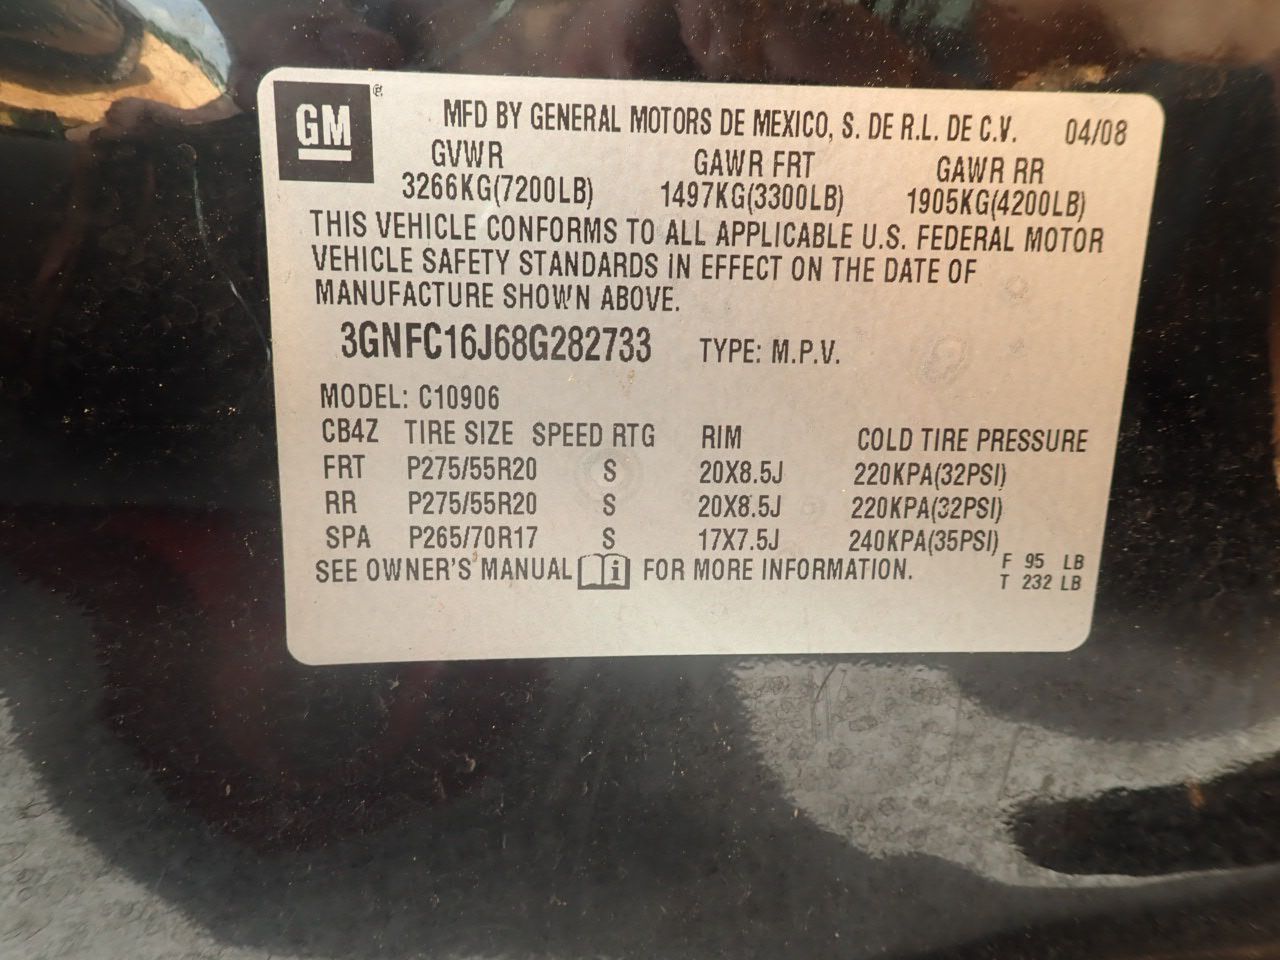 GM ®
MFD BY GENERAL MOTORS DE MEXICO, S. DE R.L. DE C.V. 04/08
GVWR GAWR FRT GAWR RR
3266KG(7200LB) 1497KG(3300LB) 1905KG(4200LB)
THIS VEHICLE CONFORMS TO ALL APPLICABLE U.S. FEDERAL MOTOR
VEHICLE SAFETY STANDARDS IN EFFECT ON THE DATE OF
MANUFACTURE SHOWN ABOVE.
3GNFC16J68G282733 TYPE: M.P.V.
MODEL: C10906
CB4Z TIRE SIZE SPEED RTG RIM COLD TIRE PRESSURE
FRT P275/55R20 S 20X8.5J 220KPA(32PSI)
RR P275/55R20 S 20X8.5J 220KPA(32PSI)
SPA P265/70R17 S 17X7.5J 240KPA(35PSI)
SEE OWNER'S MANUAL i FOR MORE INFORMATION.
F 95 LB
T 232 LB